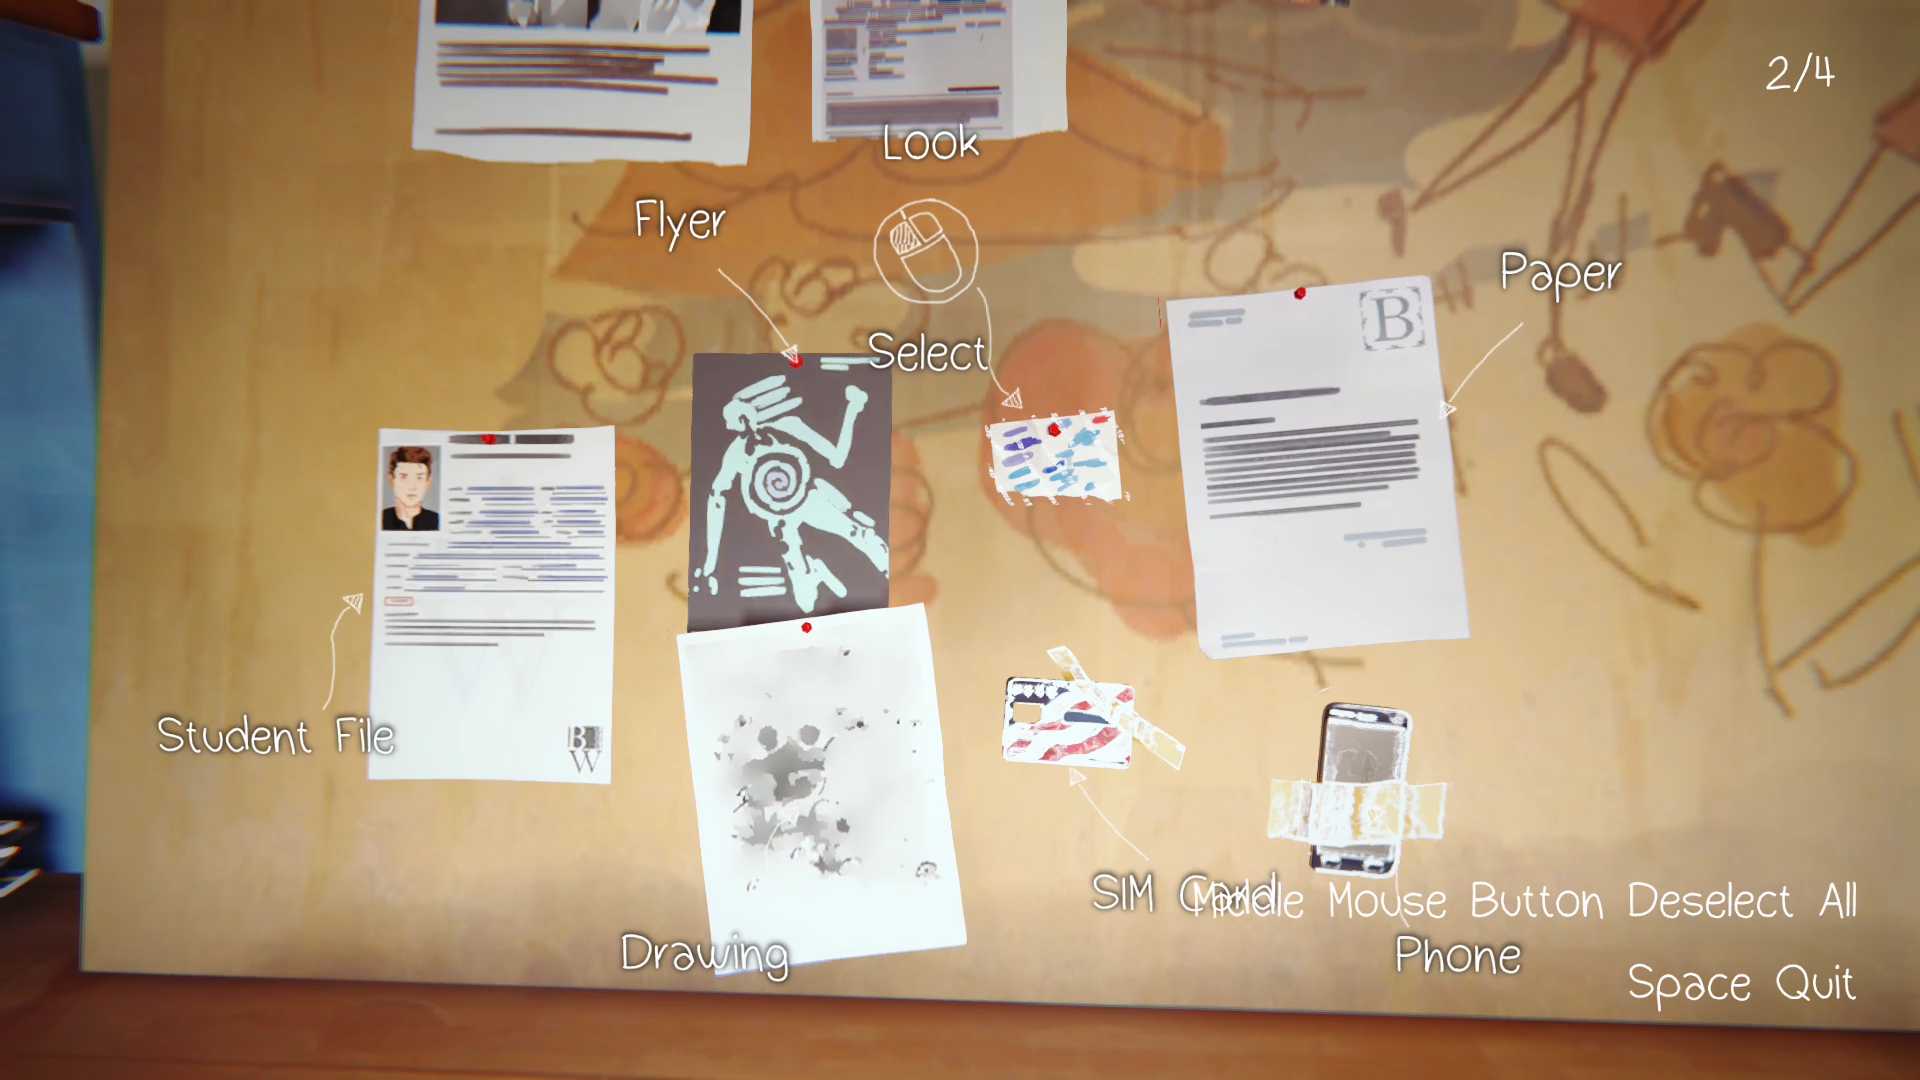 2/4
Look
Flyer
Paper
Select
B
Student File
B
W
SIM Card
Middle Mouse Button Deselect All
Drawing
Phone
Space Quit